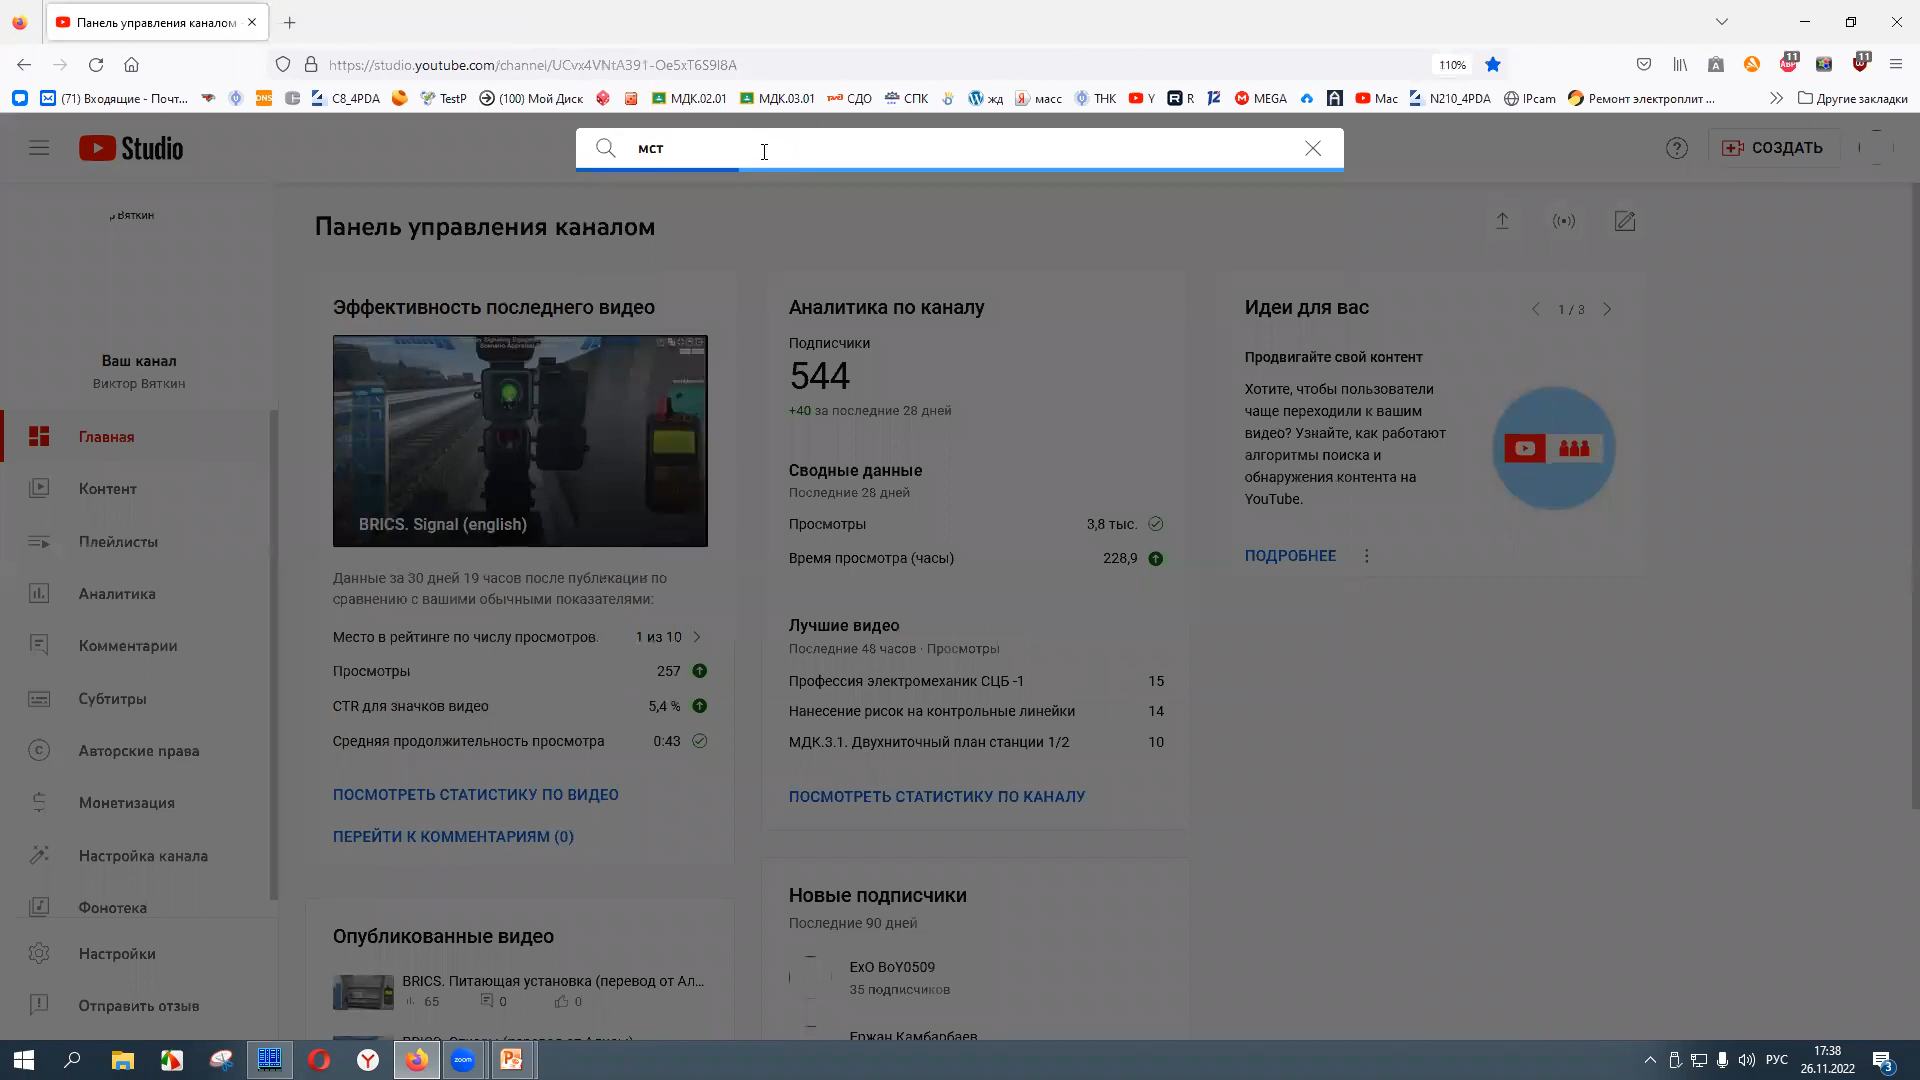 Панель управления каналом
https://studio.youtube.com/channel/UCvx4VNtA391-Oe5xT6S9I8A
110%
11
11
(71) Входящие - Почт...
DNS
C8_4PDA
TestP
(100) Мой Диск
МДК.02.01
МДК.03.01
СДО
СПК
жд
масс
ТНК
Y
R
MEGA
Мас
N210_4PDA
IPcam
Ремонт электроплит ...
Другие закладки
Studio
мст
СОЗДАТЬ
Вяткин
Ваш канал
Виктор Вяткин
Главная
Контент
Плейлисты
Аналитика
Комментарии
Субтитры
Авторские права
Монетизация
Настройка канала
Фонотека
Настройки
Отправить отзыв
Панель управления каналом
Эффективность последнего видео
BRICS. Signal (english)
Данные за 30 дней 19 часов после публикации по
сравнению с вашими обычными показателями:
Место в рейтинге по числу просмотров. 1 из 10
Просмотры 257
CTR для значков видео 5,4 %
Средняя продолжительность просмотра 0:43
ПОСМОТРЕТЬ СТАТИСТИКУ ПО ВИДЕО
ПЕРЕЙТИ К КОММЕНТАРИЯМ (0)
Опубликованные видео
BRICS. Питающая установка (перевод от Ал...
65 0 0
Аналитика по каналу
Подписчики
544
+40 за последние 28 дней
Сводные данные
Последние 28 дней
Просмотры 3,8 тыс.
Время просмотра (часы) 228,9
Лучшие видео
Последние 48 часов · Просмотры
Профессия электромеханик СЦБ -1 15
Нанесение рисок на контрольные линейки 14
МДК.3.1. Двухниточный план станции 1/2 10
ПОСМОТРЕТЬ СТАТИСТИКУ ПО КАНАЛУ
Новые подписчики
Последние 90 дней
ExO BoY0509
35 подписчиков
Ержан Камбарбаев
Идеи для вас
1 / 3
Продвигайте свой контент
Хотите, чтобы пользователи
чаще переходили к вашим
видео? Узнайте, как работают
алгоритмы поиска и
обнаружения контента на
YouTube.
ПОДРОБНЕЕ
zoom
РУС
17:38
26.11.2022
3